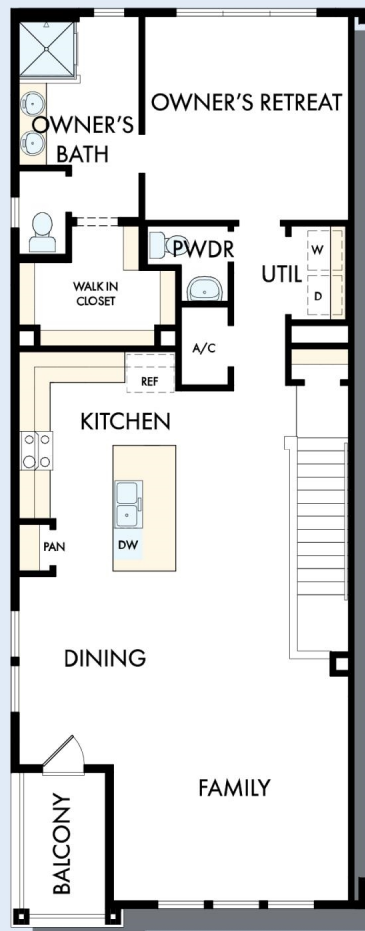 OWNER'S RETREAT
OWNER'S
BATH
PWDR
W
UTIL
D
WALK IN
CLOSET
A/C
REF
KITCHEN
PAN
DW
DINING
FAMILY
BALCONY